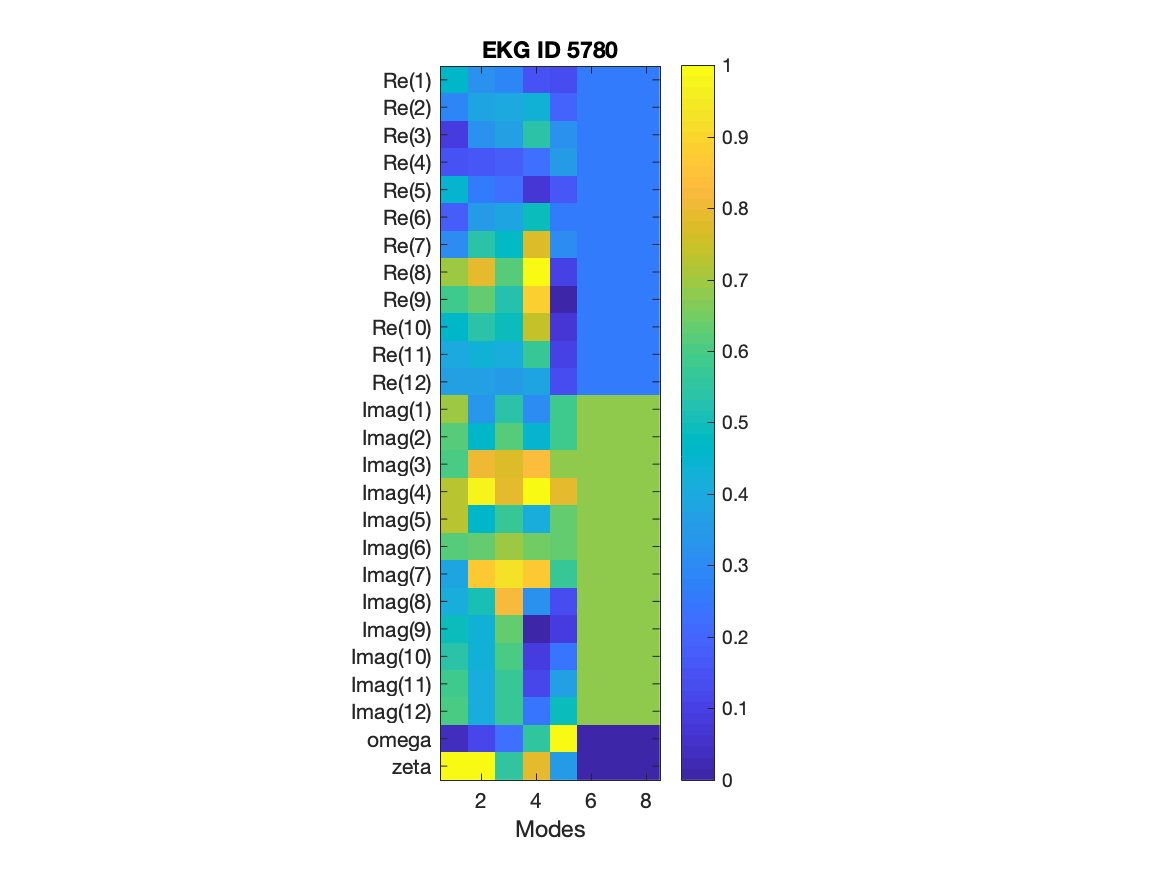 EKG ID 5780
Re(1)
Re(2)
Re(3)
Re(4)
Re(5)
Re(6)
Re(7)
Re(8)
Re(9)
Re(10)
Re(11)
Re(12)
Imag(1)
Imag(2)
Imag(3)
Imag(4)
Imag(5)
Imag(6)
Imag(7)
Imag(8)
Imag(9)
Imag(10)
Imag(11)
Imag(12)
omega
zeta
2 4 6 8
Modes
1
0.9
0.8
0.7
0.6
0.5
0.4
0.3
0.2
0.1
0